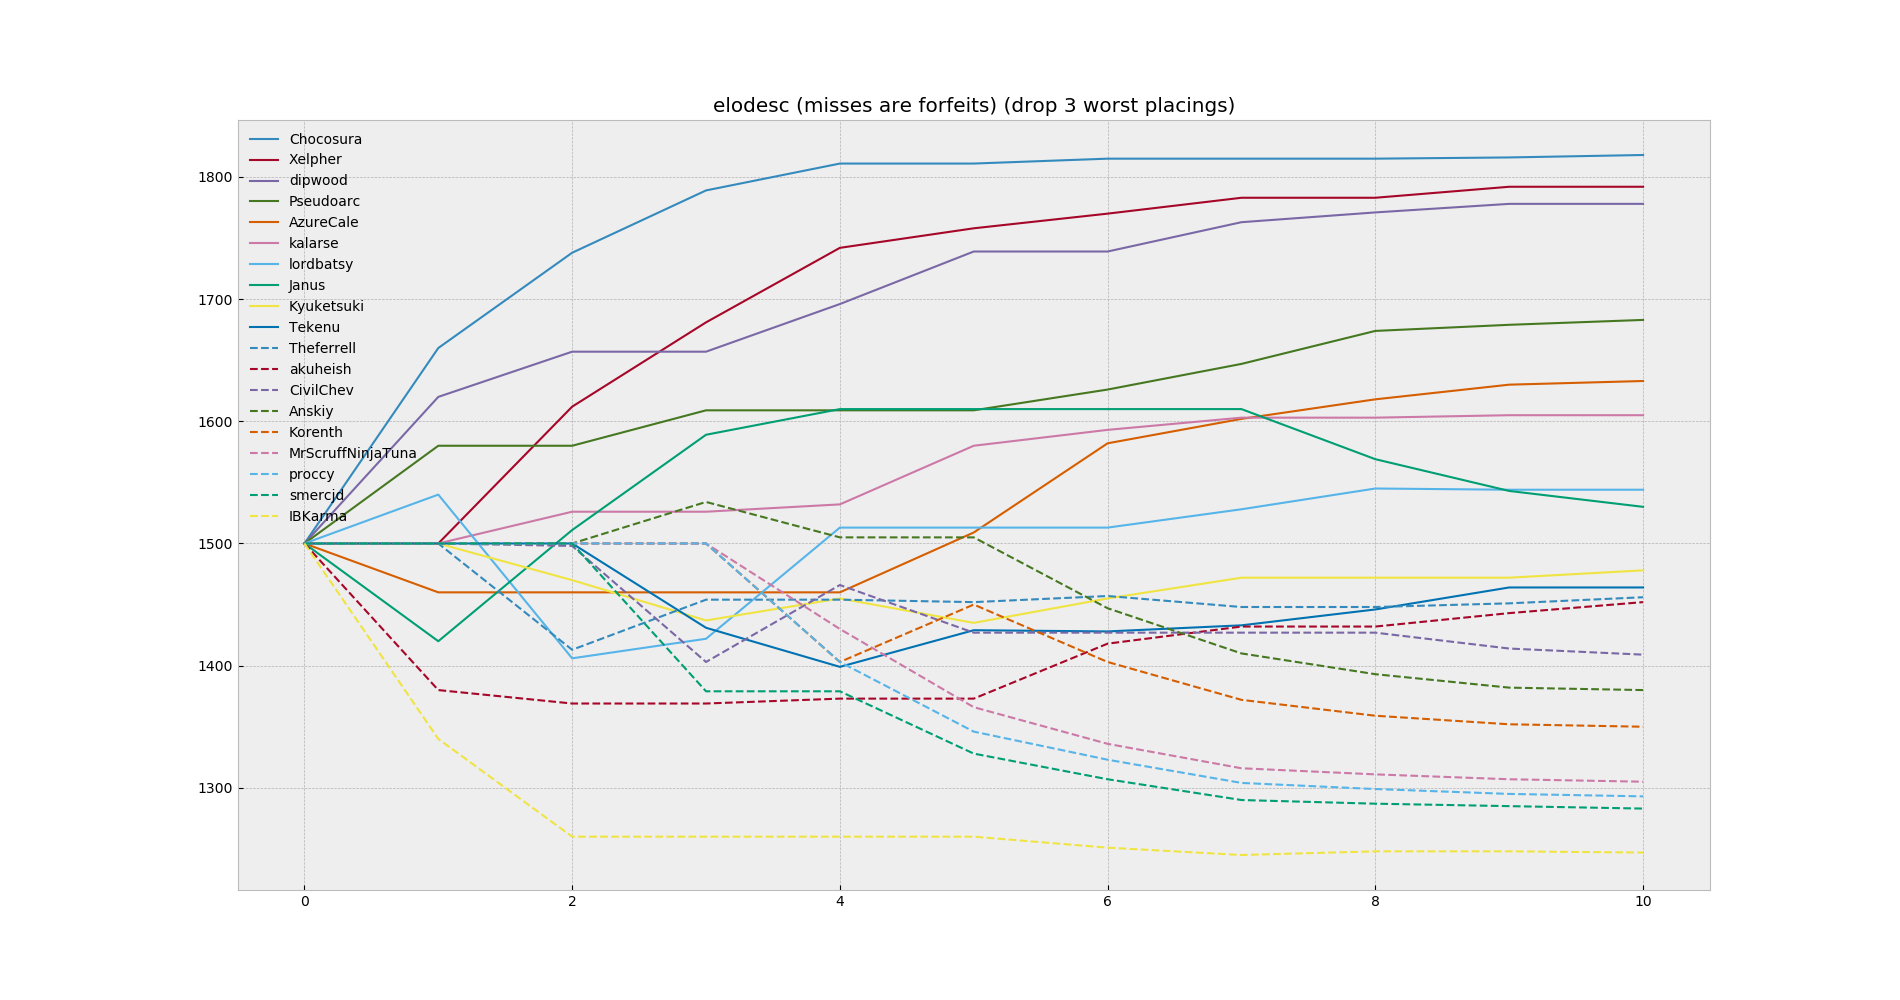 elodesc (misses are forfeits) (drop 3 worst placings)
Chocosura
Xelpher
dipwood
Pseudoarc
AzureCale
kalarse
lordbatsy
Janus
Kyuketsuki
Tekenu
Theferrell
akuheish
CivilChev
Anskiy
Korenth
MrScruffNinjaTuna
proccy
smercjd
IBKarma
1800
1700
1600
1500
1400
1300
0 2 4 6 8 10